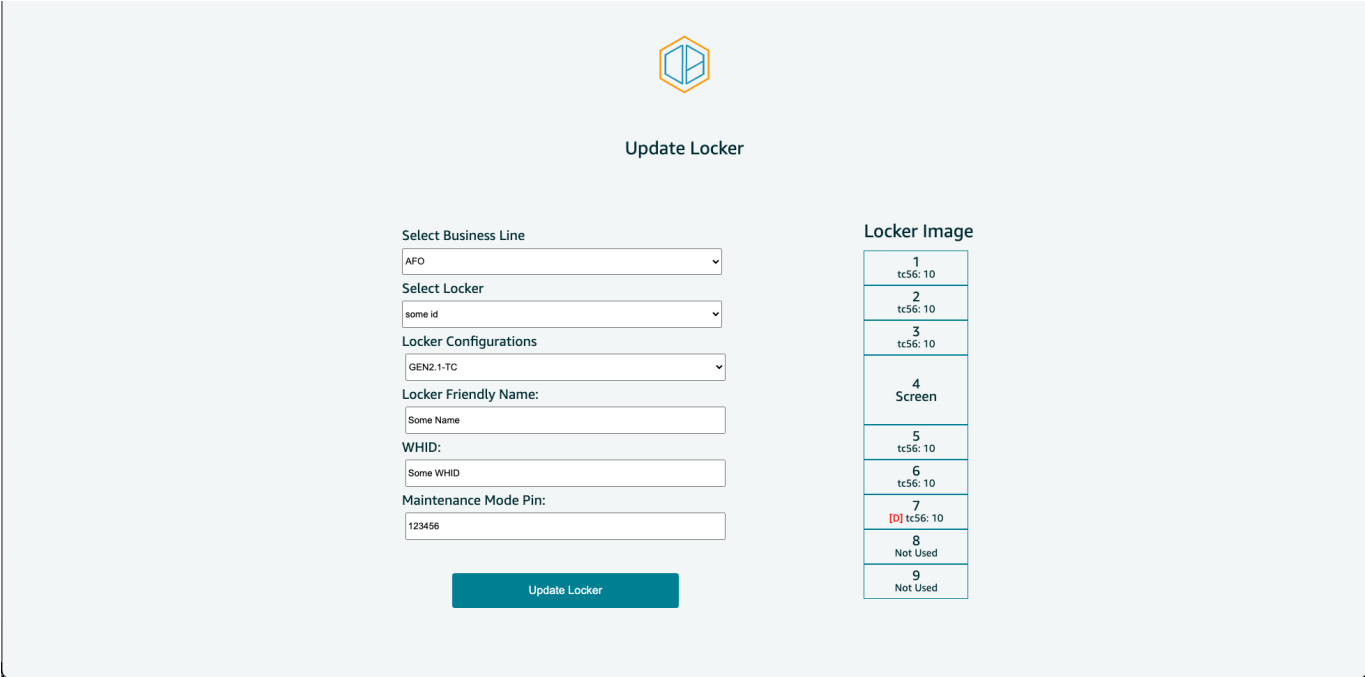 Update Locker
Select Business Line
AFO
Select Locker
some id
Locker Configurations
GEN2.1-TC
Locker Friendly Name:
Some Name
WHID:
Some WHID
Maintenance Mode Pin:
123456
Update Locker
Locker Image
1
tc56: 10
2
tc56: 10
3
tc56: 10
4
Screen
5
tc56: 10
6
tc56: 10
7
[D] tc56: 10
8
Not Used
9
Not Used